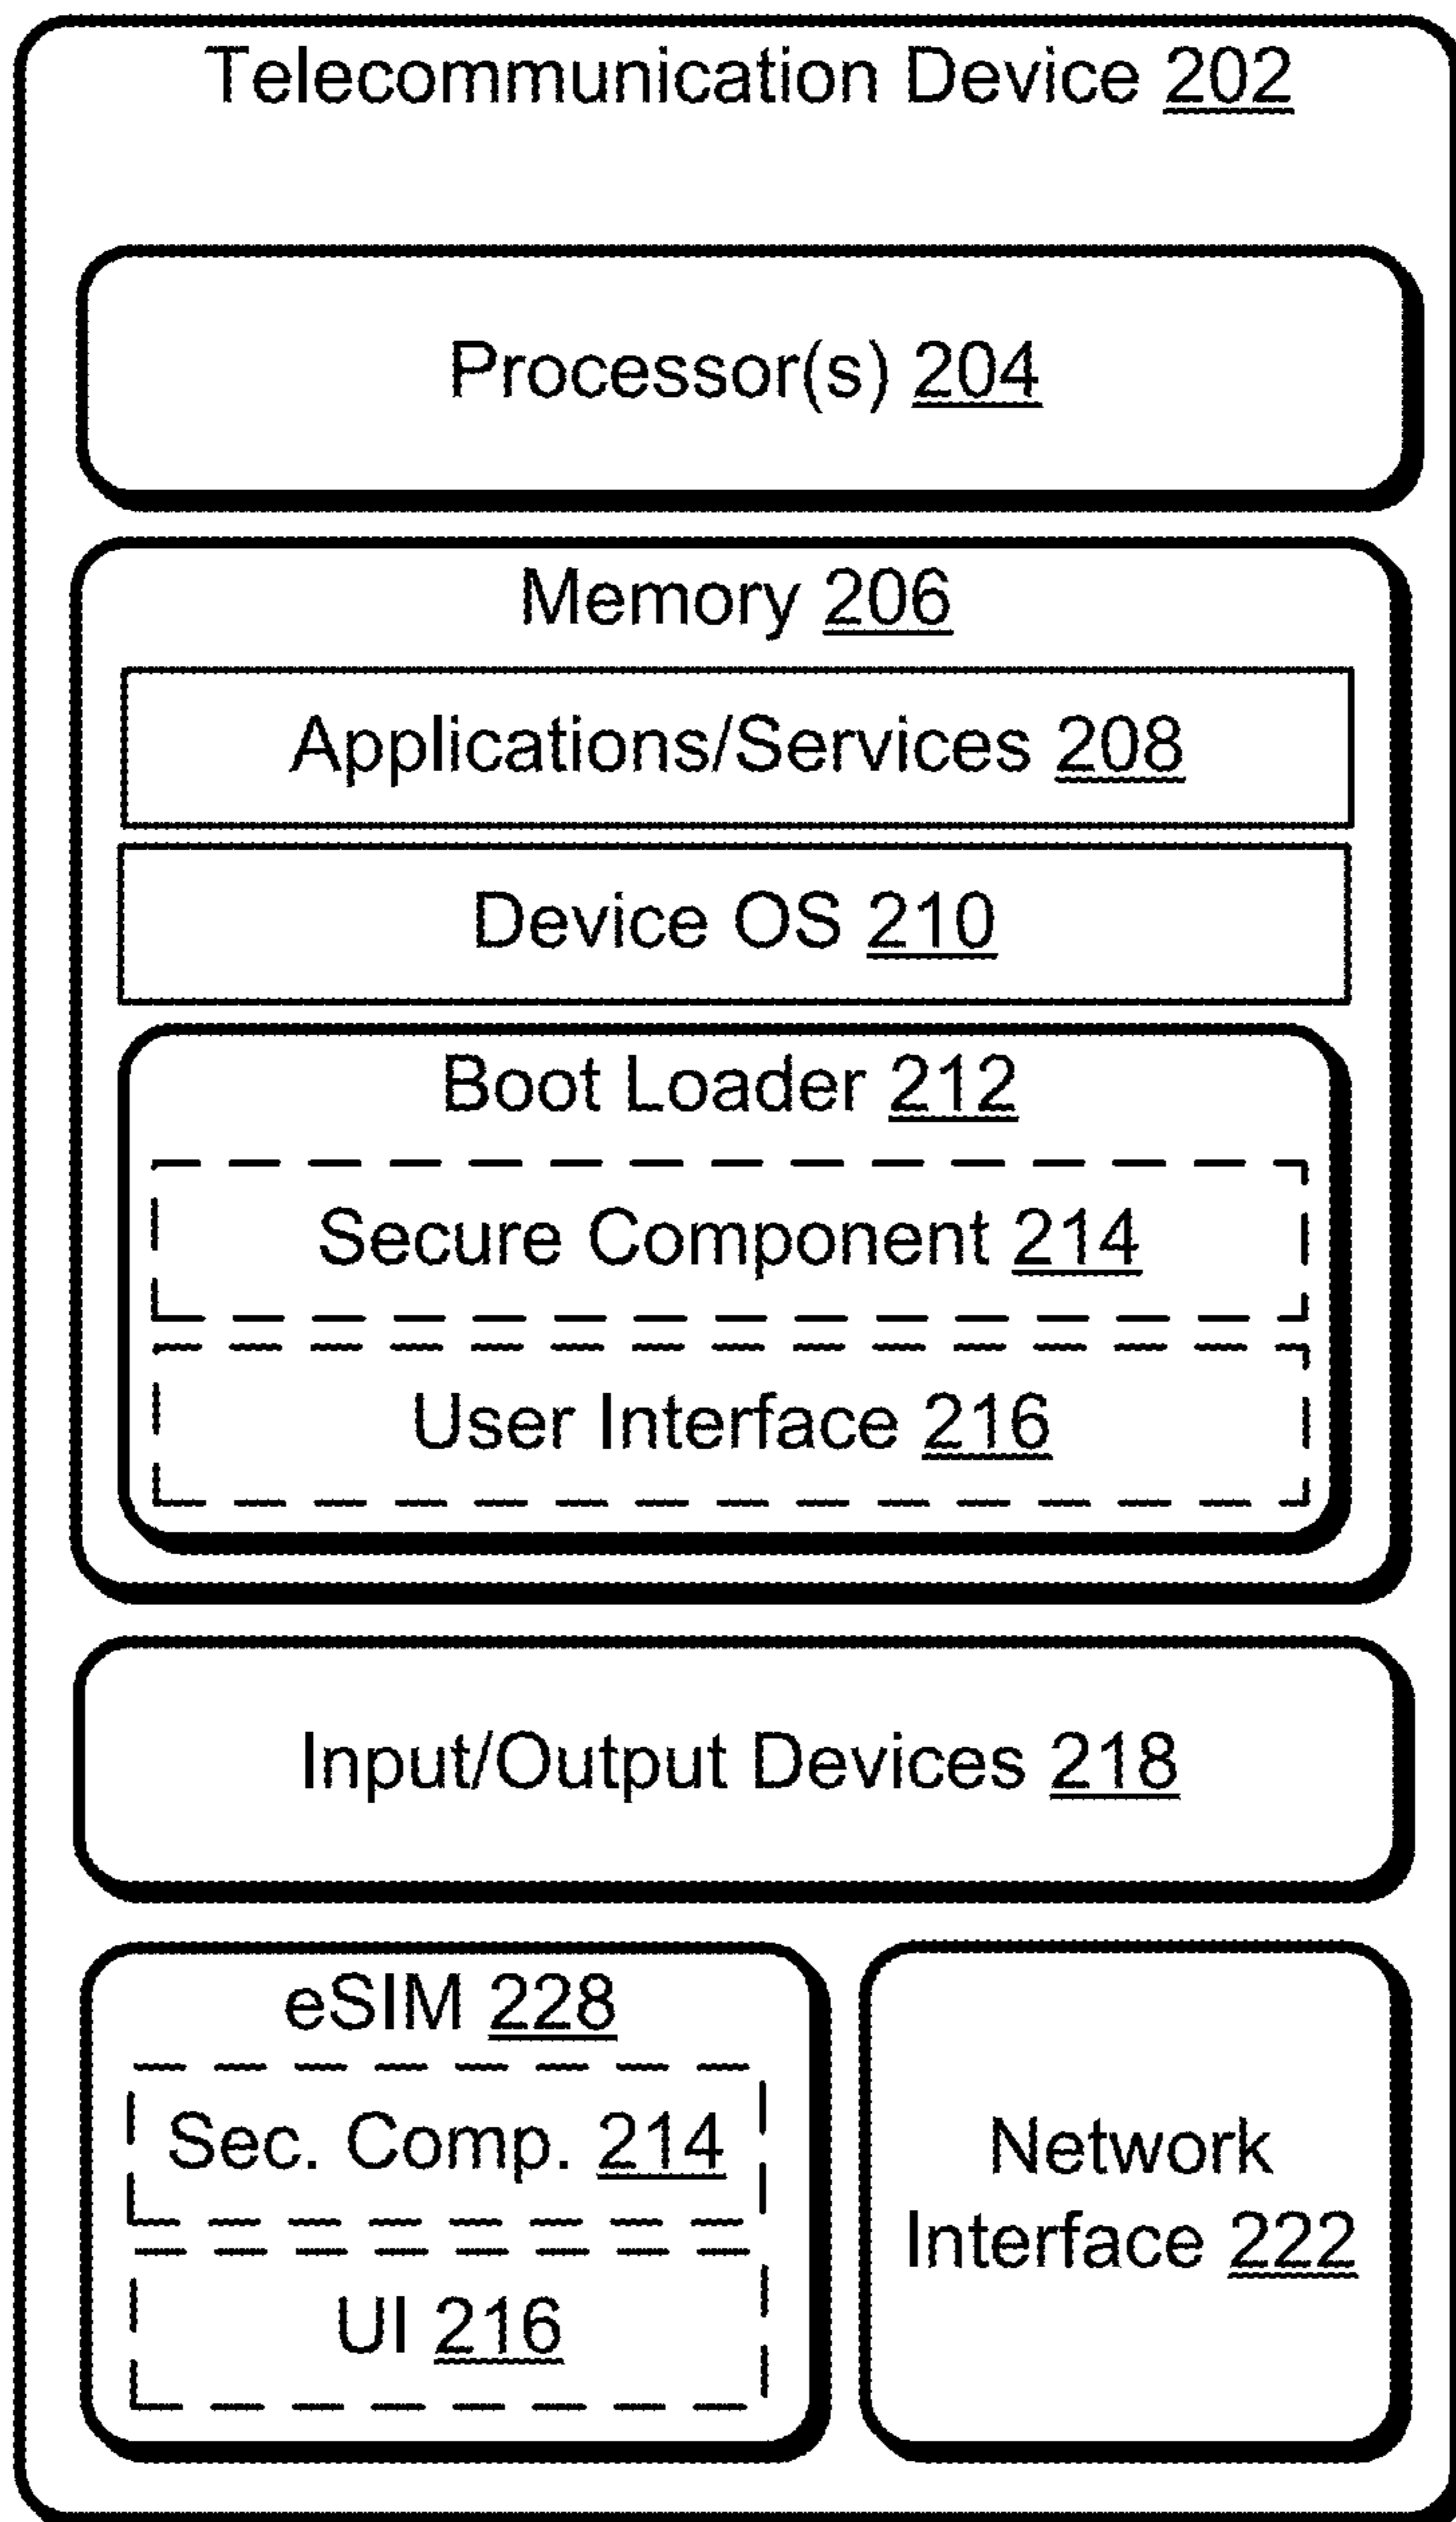 Telecommunication Device 202
Processor(s) 204
Memory 206
Applications/Services 208
Device OS 210
Boot Loader 212
Secure Component 214
User Interface 216
Input/Output Devices 218
eSIM 228
Sec. Comp. 214
UI 216
Network
Interface 222